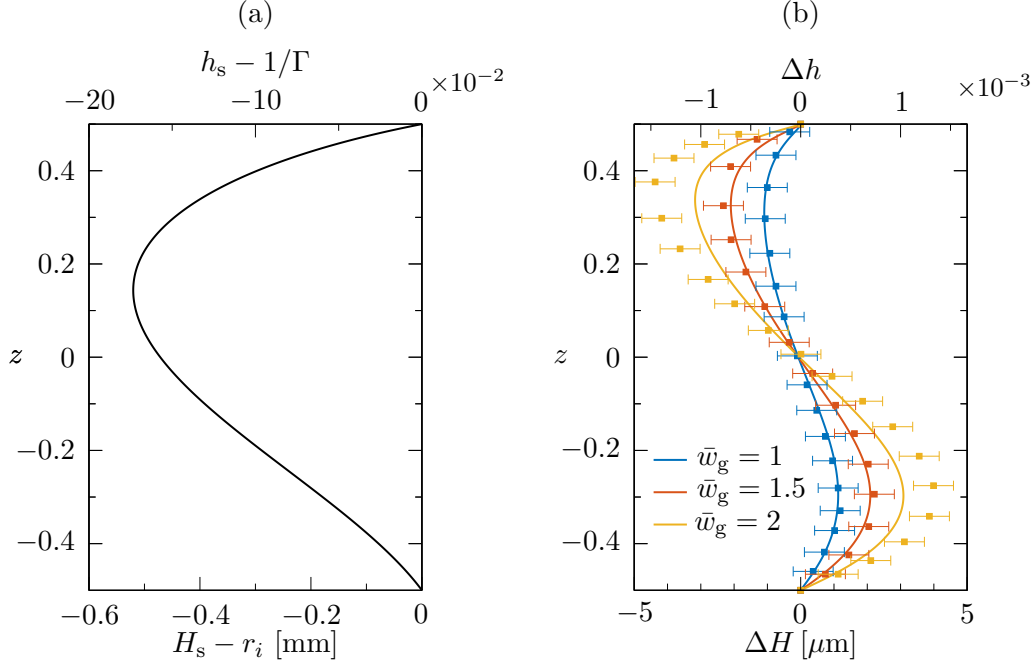 (a)
h_s − 1/Γ
−20 −10 0 ×10^−2
0.4
0.2
0
−0.2
−0.4
z
−0.6 −0.4 −0.2 0
H_s − r_i [mm]
(b)
Δh
−1 0 1 ×10^−3
0.4
0.2
0
−0.2
−0.4
z
w̄_g = 1
w̄_g = 1.5
w̄_g = 2
−5 0 5
ΔH [μm]